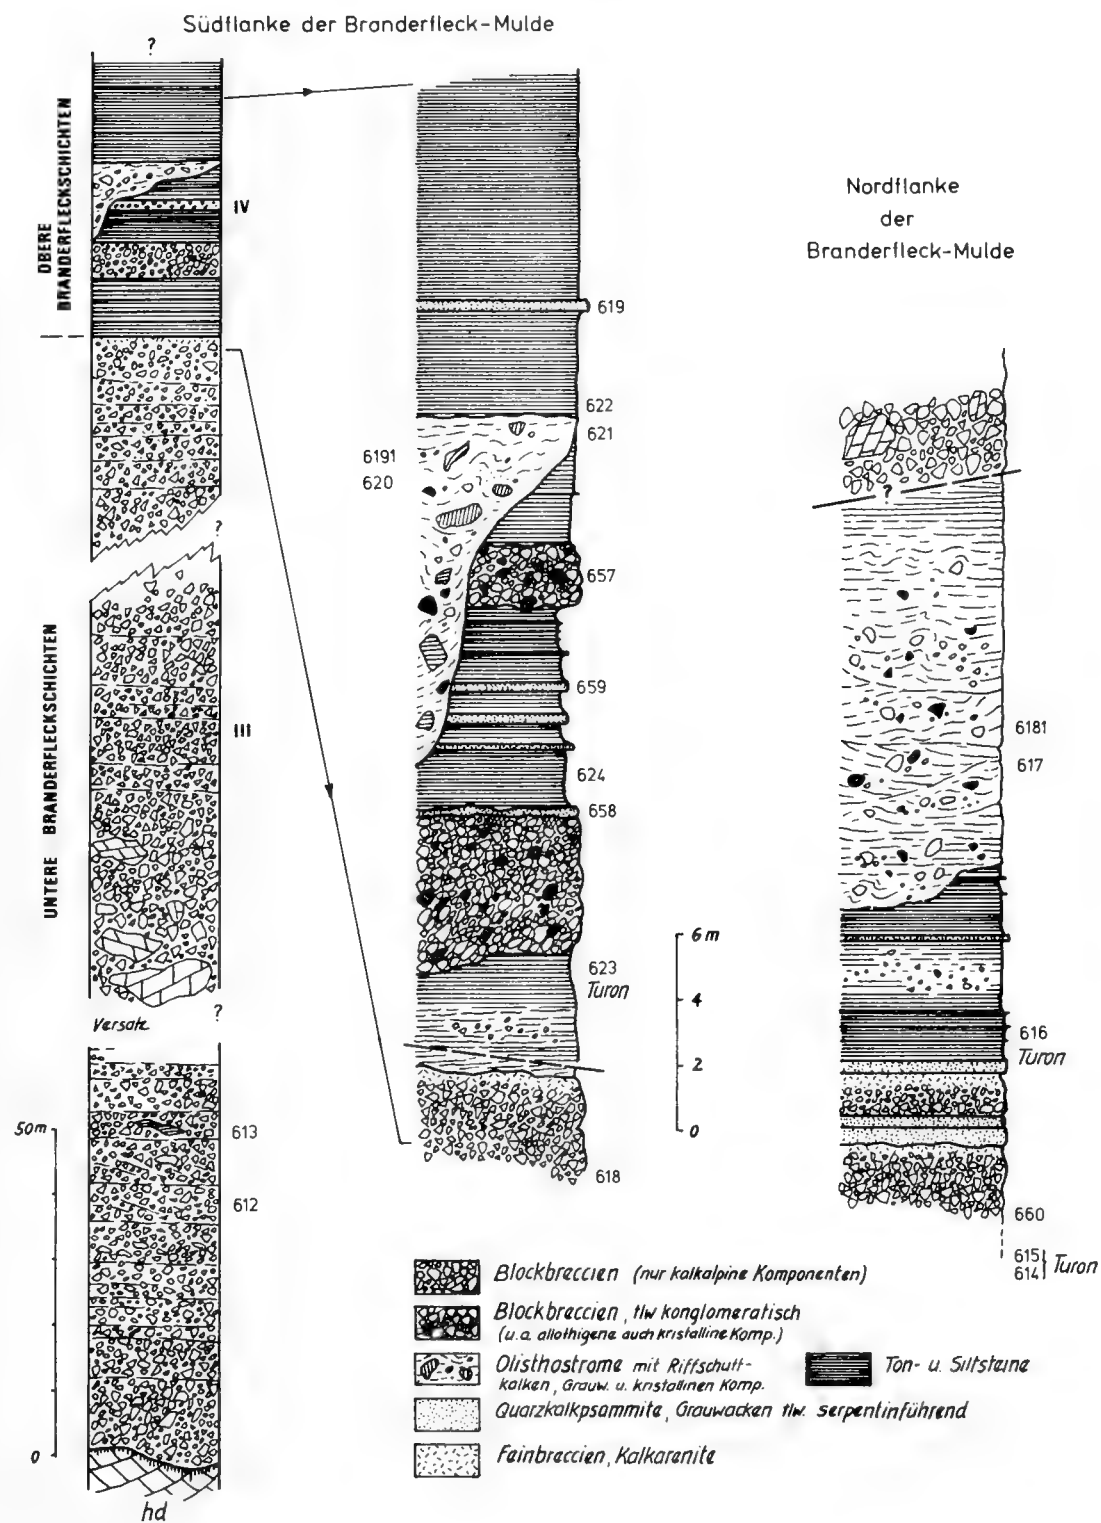 Südflanke der Branderfleck-Mulde
?
OBERE
BRANDERFLECKSCHICHTEN
IV
?
UNTERE BRANDERFLECKSCHICHTEN
III
?
Versatz
50m
613
612
0
hd
619
622
621
6191
620
657
659
624
658
623
Turon
618
6 m
4
2
0
Nordflanke
der
Branderfleck-Mulde
?
6181
617
616
Turon
660
615
614
Turon
Blockbreccien (nur kalkalpine Komponenten)
Blockbreccien, tlw konglomeratisch
(u.a. allothigene auch kristalline Komp.)
Olisthostrome mit Riffschutt-
kalken, Grauw. u. kristallinen Komp.
Ton- u. Siltsteine
Quarzkalkpsammite, Grauwacken tlw. serpentinführend
Feinbreccien, Kalkarenite